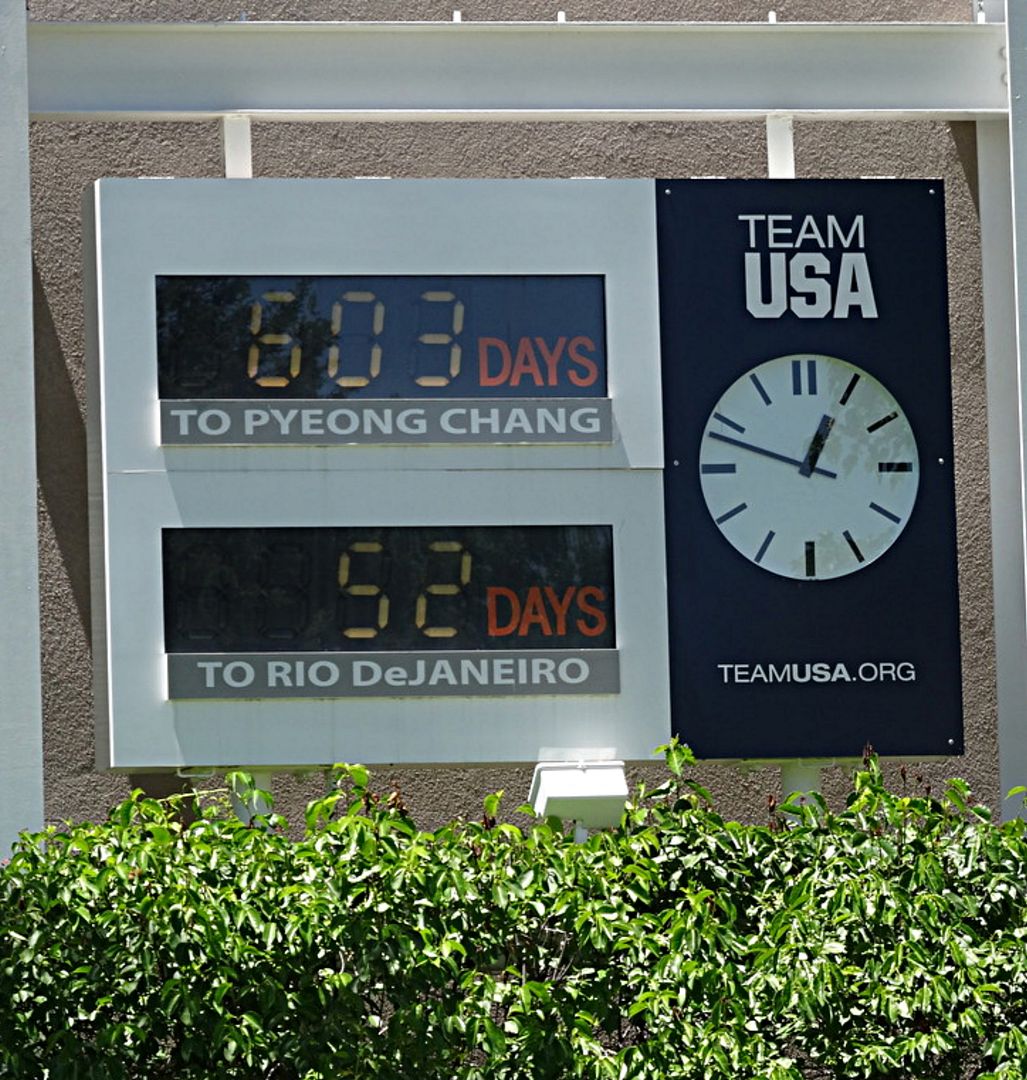 603 DAYS
TO PYEONG CHANG
52 DAYS
TO RIO DeJANEIRO
TEAM
USA
TEAMUSA.ORG